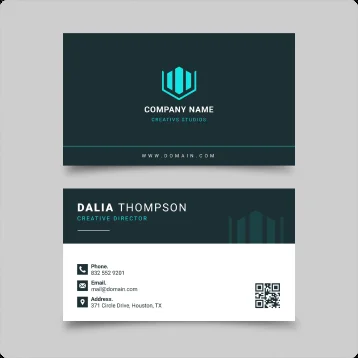 COMPANY NAME
CREATIVE STUDIOS
WWW.DOMAIN.COM
DALIA THOMPSON
CREATIVE DIRECTOR
Phone.
832 552 9201
Email.
mail@domain.com
Address.
371 Circle Drive, Houston, TX